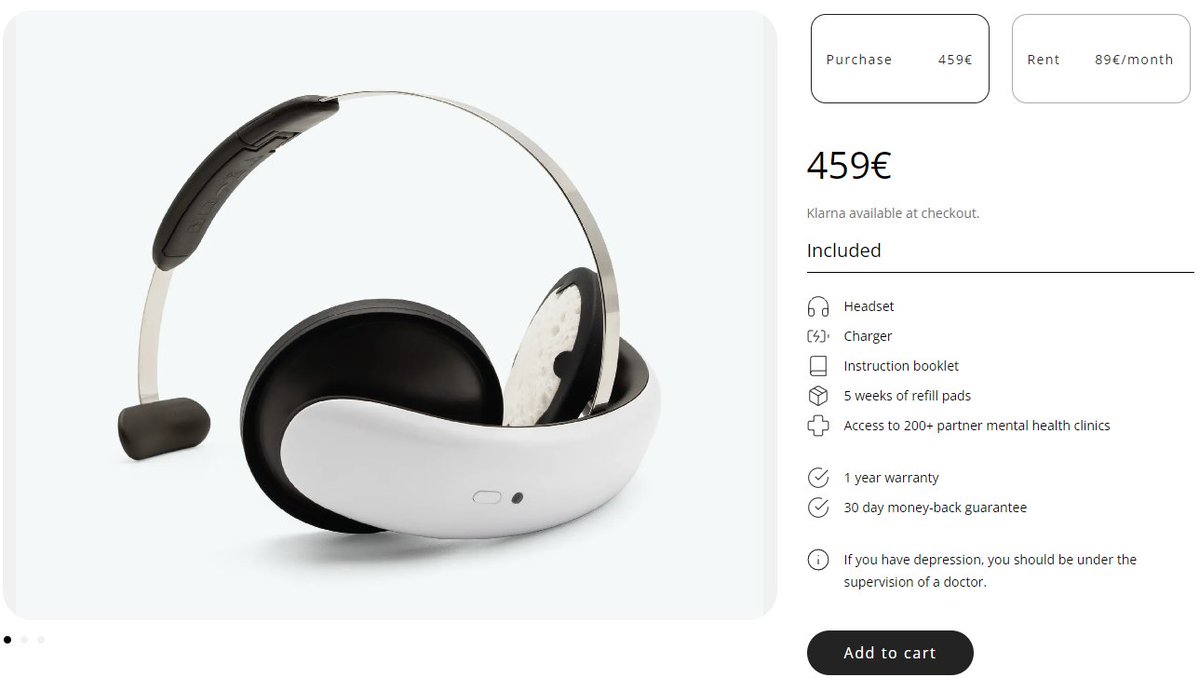 Purchase 459€
Rent 89€/month
459€
Klarna available at checkout.
Included
Headset
Charger
Instruction booklet
5 weeks of refill pads
Access to 200+ partner mental health clinics
1 year warranty
30 day money-back guarantee
If you have depression, you should be under the
supervision of a doctor.
Add to cart